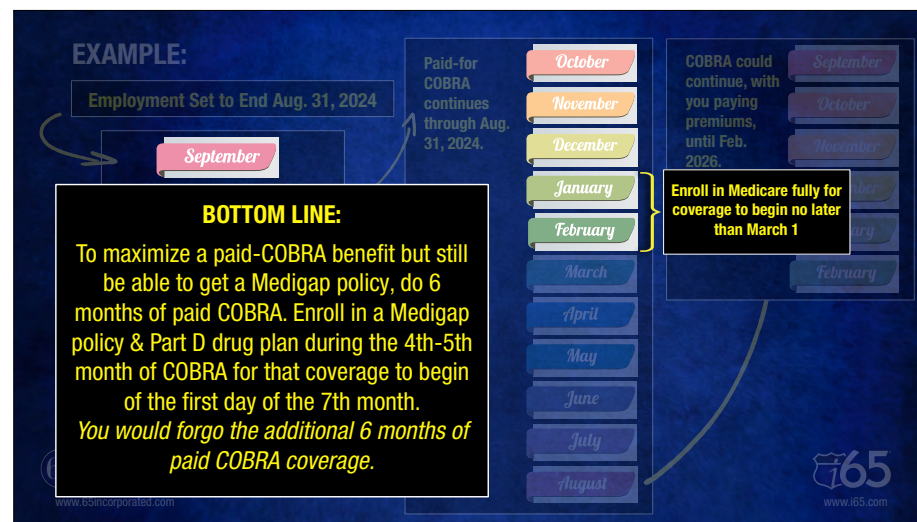 EXAMPLE:
Employment Set to End Aug. 31, 2024
September
BOTTOM LINE:
To maximize a paid-COBRA benefit but still
be able to get a Medigap policy, do 6
months of paid COBRA. Enroll in a Medigap
policy & Part D drug plan during the 4th-5th
month of COBRA for that coverage to begin
of the first day of the 7th month.
You would forgo the additional 6 months of
paid COBRA coverage.
www.65incorporated.com
Paid-for
COBRA
continues
through Aug.
31, 2024.
October
November
December
January
February
March
April
May
June
July
August
Enroll in Medicare fully for
coverage to begin no later
than March 1
COBRA could
continue, with
you paying
premiums,
until Feb.
2026.
September
October
November
February
i65
www.i65.com